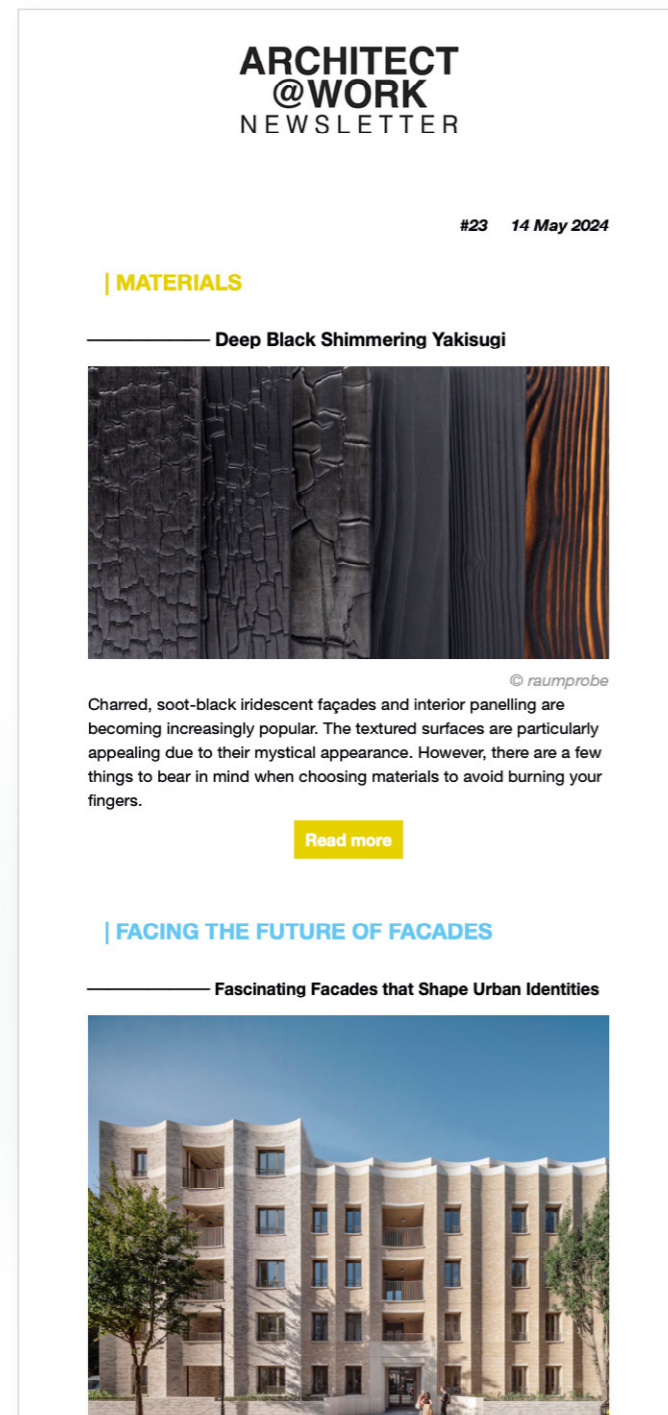 ARCHITECT
@WORK
NEWSLETTER
#23 14 May 2024
| MATERIALS
Deep Black Shimmering Yakisugi
© raumprobe
Charred, soot-black iridescent façades and interior panelling are
becoming increasingly popular. The textured surfaces are particularly
appealing due to their mystical appearance. However, there are a few
things to bear in mind when choosing materials to avoid burning your
fingers.
Read more
| FACING THE FUTURE OF FACADES
Fascinating Facades that Shape Urban Identities